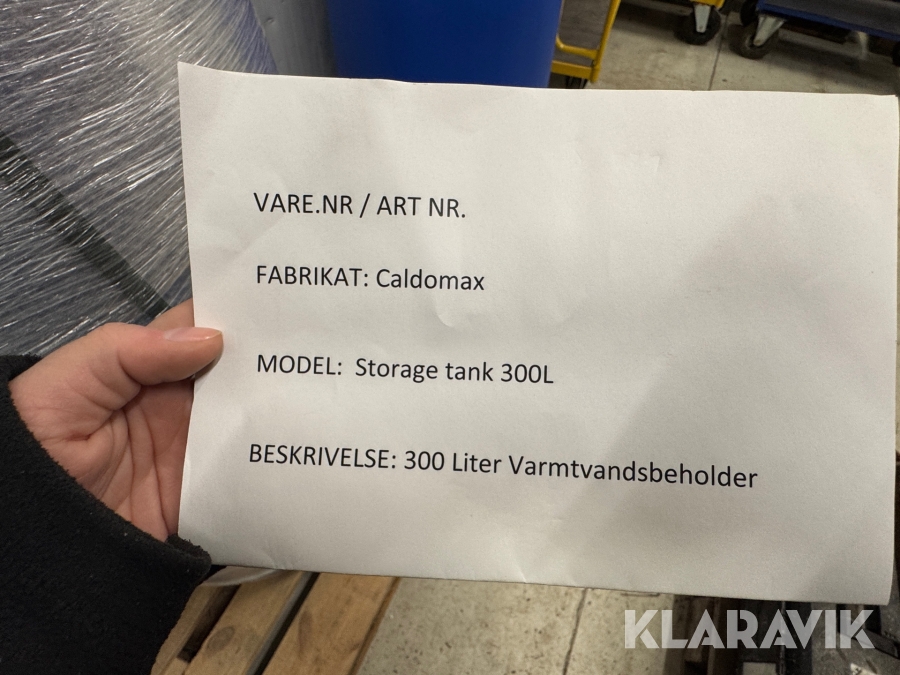 VARE.NR / ART NR.
FABRIKAT: Caldomax
MODEL: Storage tank 300L
BESKRIVELSE: 300 Liter Varmtvandsbeholder
KLARAVIK